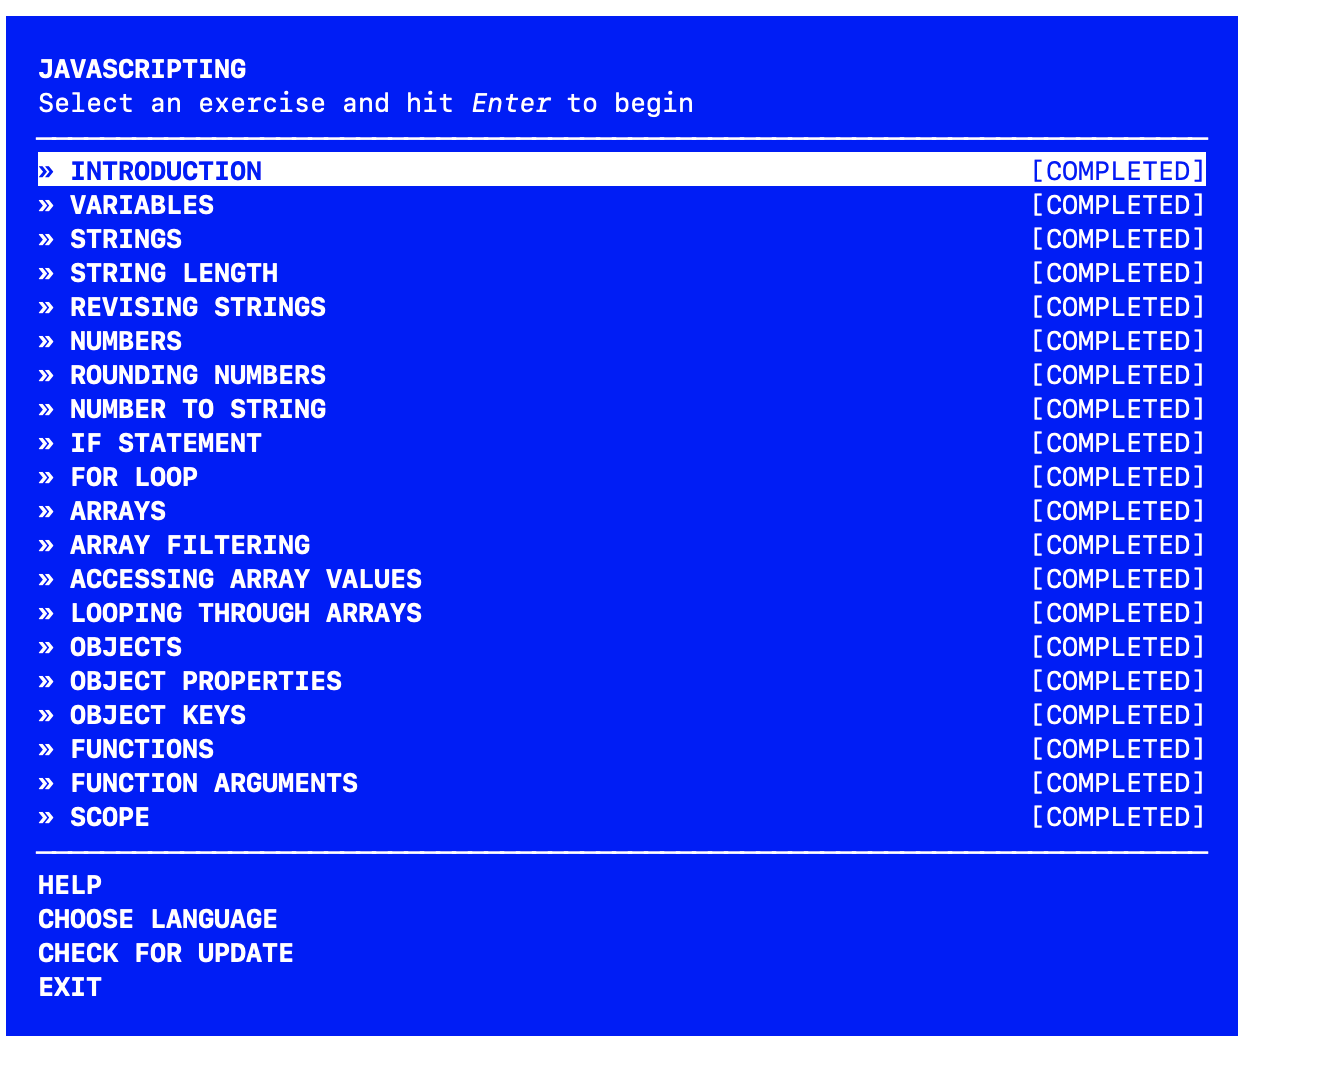 JAVASCRIPTING
Select an exercise and hit Enter to begin
» INTRODUCTION [COMPLETED]
» VARIABLES [COMPLETED]
» STRINGS [COMPLETED]
» STRING LENGTH [COMPLETED]
» REVISING STRINGS [COMPLETED]
» NUMBERS [COMPLETED]
» ROUNDING NUMBERS [COMPLETED]
» NUMBER TO STRING [COMPLETED]
» IF STATEMENT [COMPLETED]
» FOR LOOP [COMPLETED]
» ARRAYS [COMPLETED]
» ARRAY FILTERING [COMPLETED]
» ACCESSING ARRAY VALUES [COMPLETED]
» LOOPING THROUGH ARRAYS [COMPLETED]
» OBJECTS [COMPLETED]
» OBJECT PROPERTIES [COMPLETED]
» OBJECT KEYS [COMPLETED]
» FUNCTIONS [COMPLETED]
» FUNCTION ARGUMENTS [COMPLETED]
» SCOPE [COMPLETED]
HELP
CHOOSE LANGUAGE
CHECK FOR UPDATE
EXIT